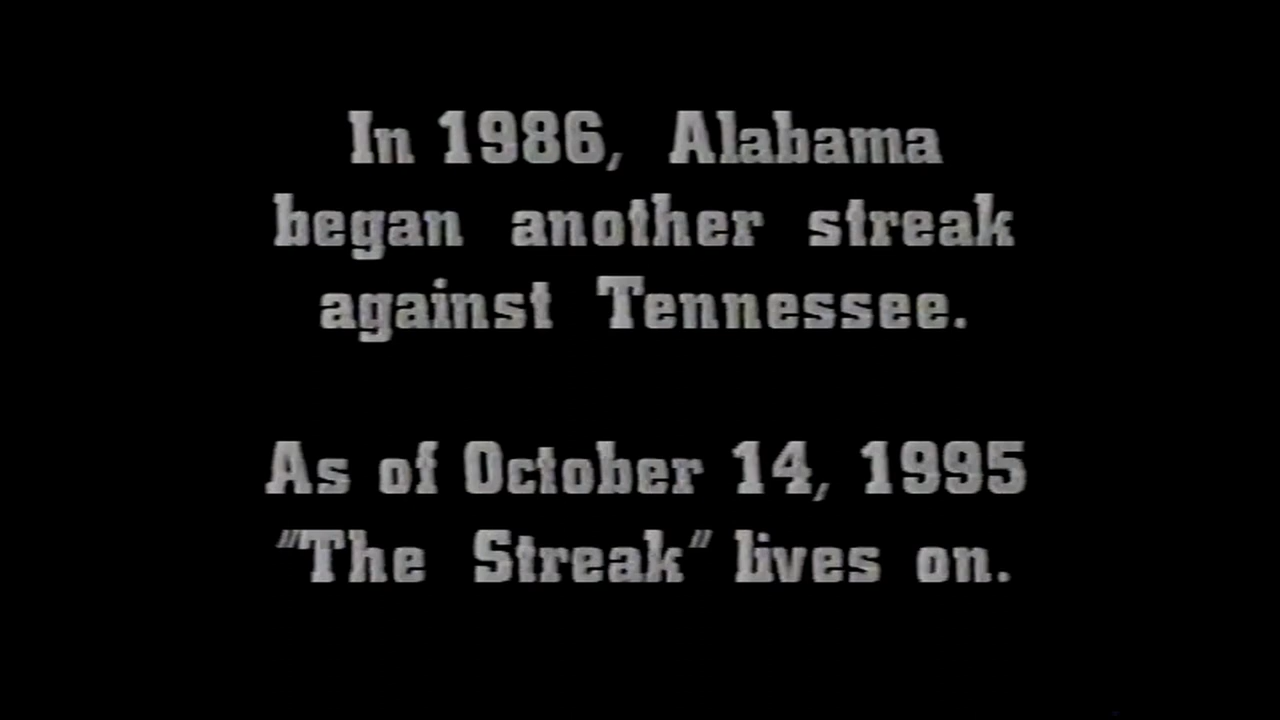 In 1986, Alabama
began another streak
against Tennessee.
As of October 14, 1995
"The Streak" lives on.